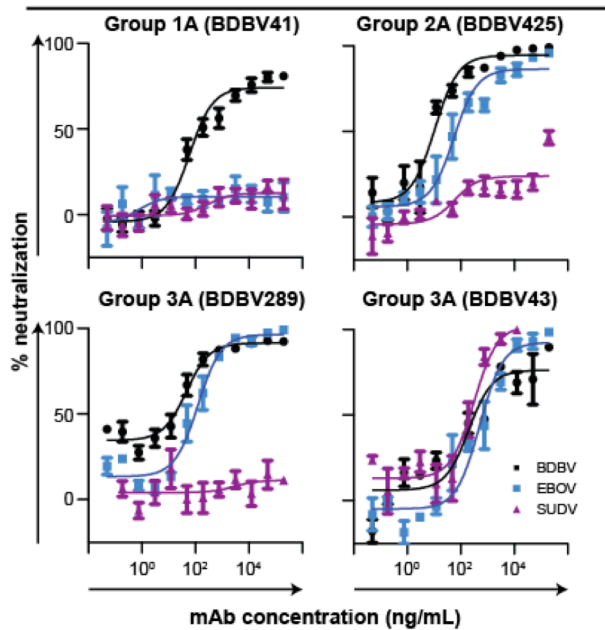 Group 1A (BDBV41) Group 2A (BDBV425)
100
50
0
Group 3A (BDBV289) Group 3A (BDBV43)
100
50
0
% neutralization
BDBV
EBOV
SUDV
10⁰ 10² 10⁴ 10⁰ 10² 10⁴
mAb concentration (ng/mL)